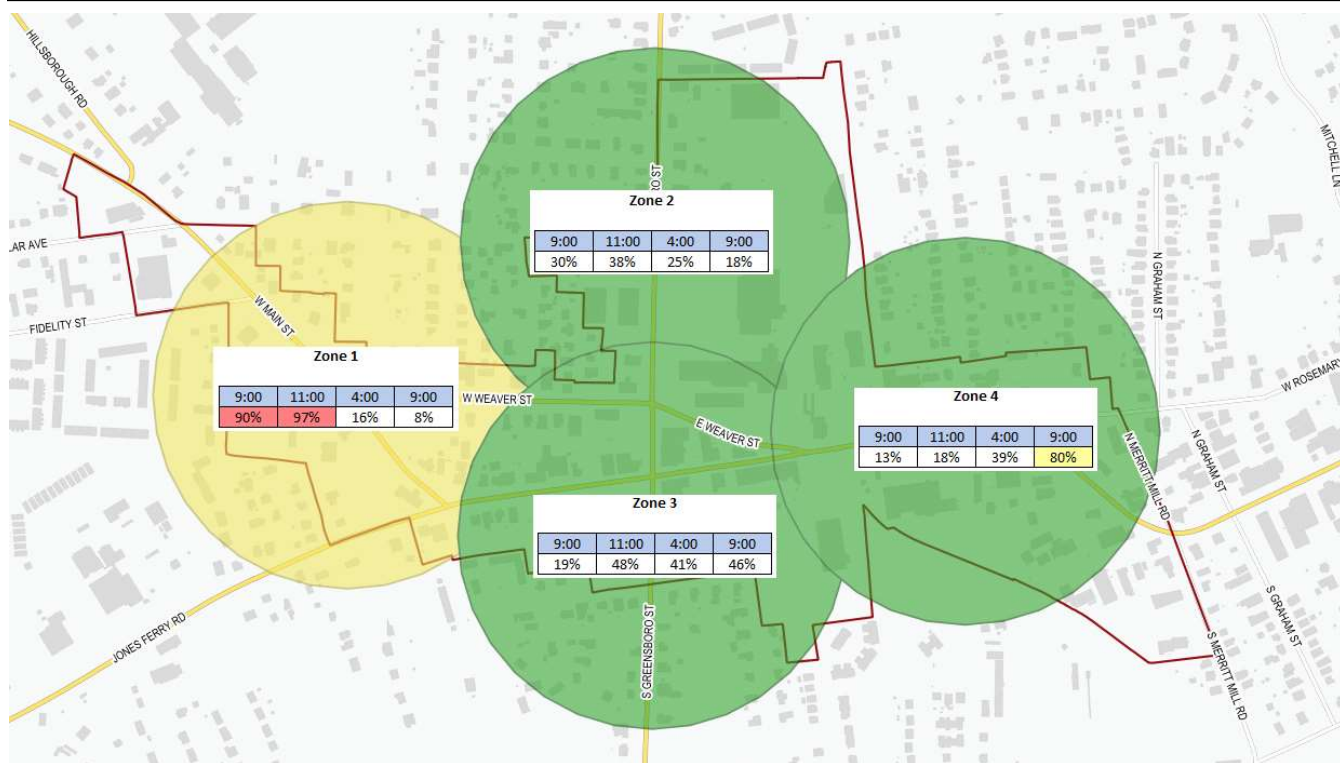 HILLSBOROUGH RD
MITCHELL LN
RO ST
Zone 2
9:00 11:00 4:00 9:00
30% 38% 25% 18%
LAR AVE
N GRAHAM ST
FIDELITY ST
W MAIN ST
Zone 1
9:00 11:00 4:00 9:00
90% 97% 16% 8%
W WEAVER ST
W ROSEMARY
E WEAVER ST
Zone 4
9:00 11:00 4:00 9:00
13% 18% 39% 80%
N MERRITT MILL RD
N GRAHAM ST
Zone 3
9:00 11:00 4:00 9:00
19% 48% 41% 46%
JONES FERRY RD
S GREENSBORO ST
S GRAHAM ST
S MERRITT MILL RD